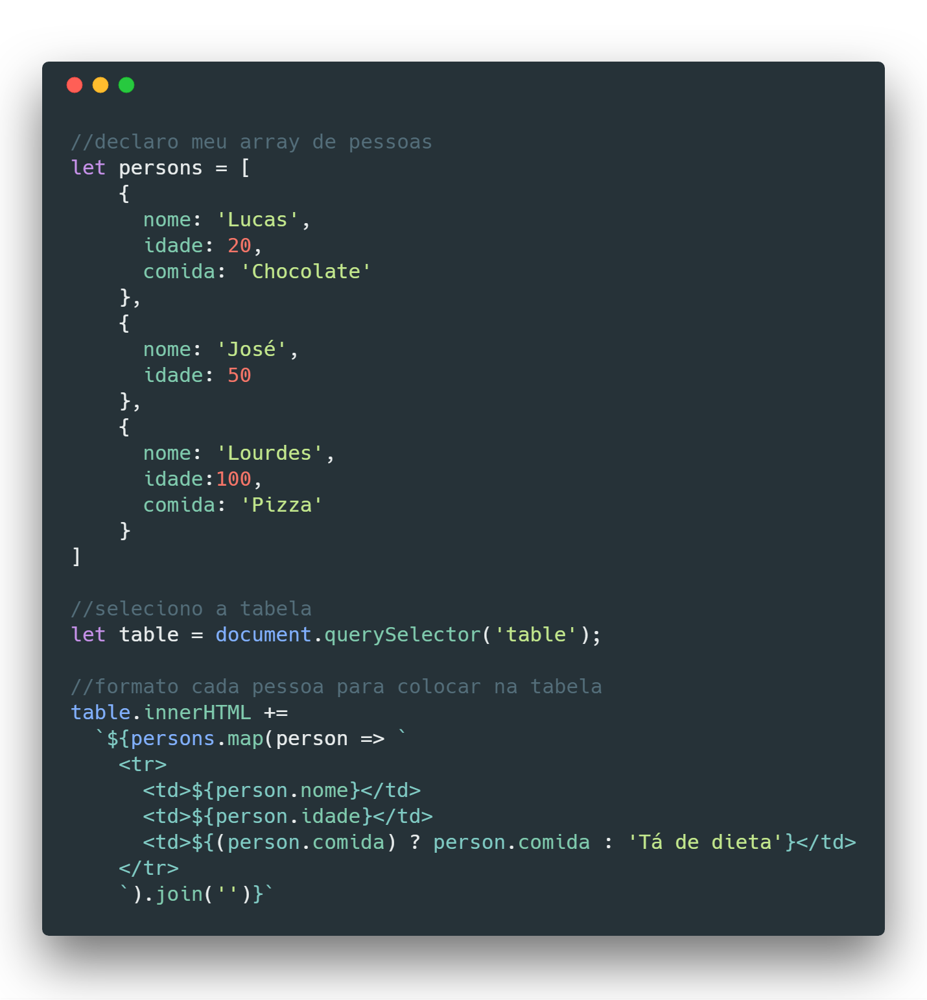 //declaro meu array de pessoas
let persons = [
    {
      nome: 'Lucas',
      idade: 20,
      comida: 'Chocolate'
    },
    {
      nome: 'José',
      idade: 50
    },
    {
      nome: 'Lourdes',
      idade:100,
      comida: 'Pizza'
    }
]

//seleciono a tabela
let table = document.querySelector('table');

//formato cada pessoa para colocar na tabela
table.innerHTML +=
  `${persons.map(person => `
    <tr>
      <td>${person.nome}</td>
      <td>${person.idade}</td>
      <td>${(person.comida) ? person.comida : 'Tá de dieta'}</td>
    </tr>
    `).join('')}`